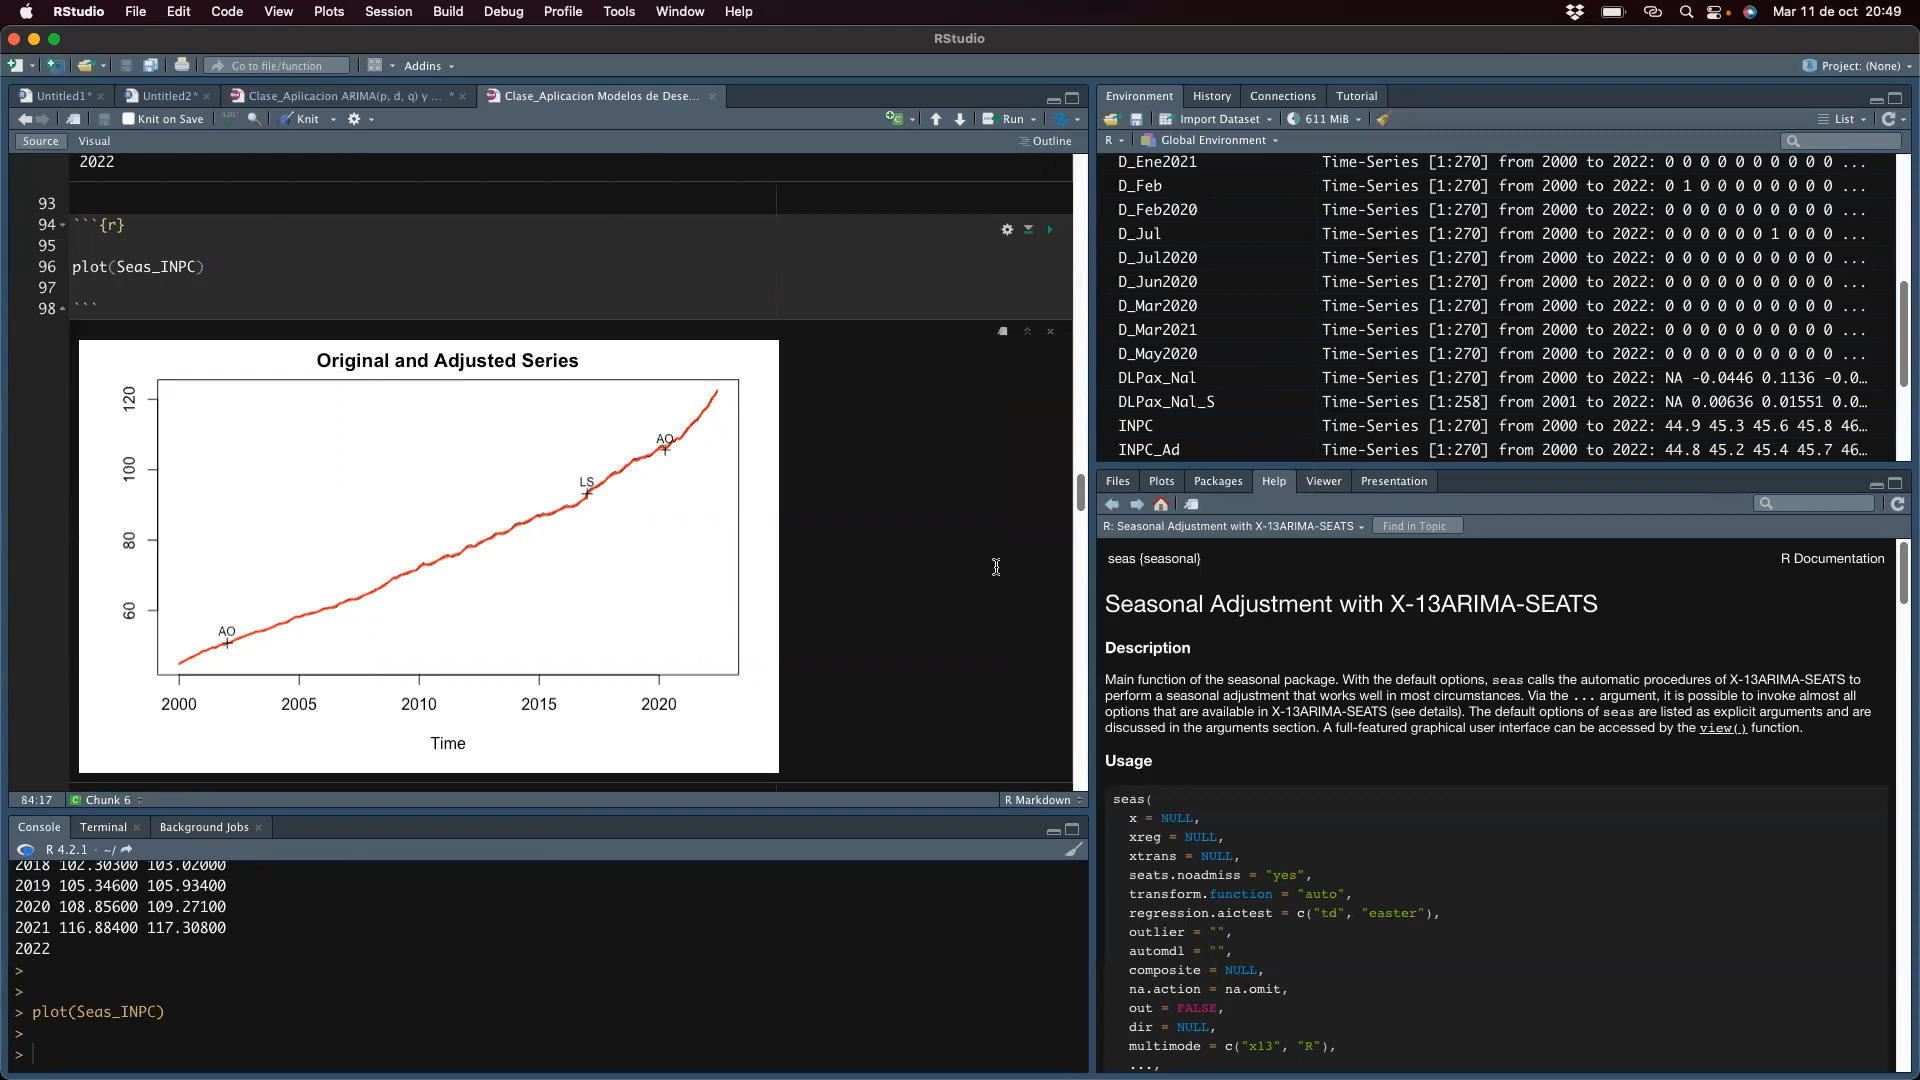 RStudio File Edit Code View Plots Session Build Debug Profile Tools Window Help Mar 11 de oct 20:49
RStudio
Go to file/function Addins Project: (None)
Untitled1* Untitled2* Clase_Aplicacion ARIMA(p, d, q) y ... * Clase_Aplicacion Modelos de Dese...
Knit on Save ABC Knit Run
Source Visual Outline
2022
93
94 ```{r}
95
96 plot(Seas_INPC)
97
98 ```
Original and Adjusted Series
120
100
80
60
AO
LS
AO
2000 2005 2010 2015 2020
Time
84:17 Chunk 6 R Markdown
Console Terminal Background Jobs
R 4.2.1 · ~/
2018 102.30300 103.02000
2019 105.34600 105.93400
2020 108.85600 109.27100
2021 116.88400 117.30800
2022
>
>
> plot(Seas_INPC)
>
>
Environment History Connections Tutorial
Import Dataset 611 MiB List
R Global Environment
D_Ene2021 Time-Series [1:270] from 2000 to 2022: 0 0 0 0 0 0 0 0 0 ...
D_Feb Time-Series [1:270] from 2000 to 2022: 0 1 0 0 0 0 0 0 0 ...
D_Feb2020 Time-Series [1:270] from 2000 to 2022: 0 0 0 0 0 0 0 0 0 ...
D_Jul Time-Series [1:270] from 2000 to 2022: 0 0 0 0 0 0 1 0 0 ...
D_Jul2020 Time-Series [1:270] from 2000 to 2022: 0 0 0 0 0 0 0 0 0 ...
D_Jun2020 Time-Series [1:270] from 2000 to 2022: 0 0 0 0 0 0 0 0 0 ...
D_Mar2020 Time-Series [1:270] from 2000 to 2022: 0 0 0 0 0 0 0 0 0 ...
D_Mar2021 Time-Series [1:270] from 2000 to 2022: 0 0 0 0 0 0 0 0 0 ...
D_May2020 Time-Series [1:270] from 2000 to 2022: 0 0 0 0 0 0 0 0 0 ...
DLPax_Nal Time-Series [1:270] from 2000 to 2022: NA -0.0446 0.1136 -0.0…
DLPax_Nal_S Time-Series [1:258] from 2001 to 2022: NA 0.00636 0.01551 0.0…
INPC Time-Series [1:270] from 2000 to 2022: 44.9 45.3 45.6 45.8 46…
INPC_Ad Time-Series [1:270] from 2000 to 2022: 44.8 45.2 45.4 45.7 46…
Files Plots Packages Help Viewer Presentation
R: Seasonal Adjustment with X-13ARIMA-SEATS Find in Topic
seas {seasonal} R Documentation
Seasonal Adjustment with X-13ARIMA-SEATS
Description
Main function of the seasonal package. With the default options, seas calls the automatic procedures of X-13ARIMA-SEATS to
perform a seasonal adjustment that works well in most circumstances. Via the ... argument, it is possible to invoke almost all
options that are available in X-13ARIMA-SEATS (see details). The default options of seas are listed as explicit arguments and are
discussed in the arguments section. A full-featured graphical user interface can be accessed by the view() function.
Usage
seas(
x = NULL,
xreg = NULL,
xtrans = NULL,
seats.noadmiss = "yes",
transform.function = "auto",
regression.aictest = c("td", "easter"),
outlier = "",
automdl = "",
composite = NULL,
na.action = na.omit,
out = FALSE,
dir = NULL,
multimode = c("x13", "R"),
...,